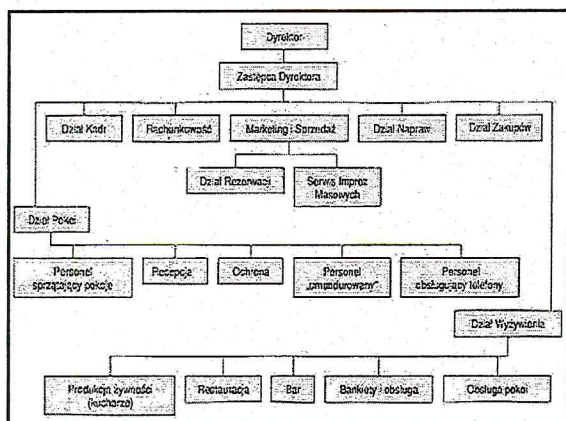 Dyrektor
Zastępca Dyrektora
Dział Kadr
Rachunkowość
Marketing i Sprzedaż
Dział Napraw
Dział Zakupów
Dział Rezerwacji
Serwis Imprez
Masowych
Dział Pokoi
Personel
sprzątający pokoje
Recepcja
Ochrona
Personel
„umundurowany"
Personel
obsługujący telefony
Dział Wyżywienia
Produkcja żywności
(kucharze)
Restauracja
Bar
Bankiety i obsługa
Obsługa pokoi